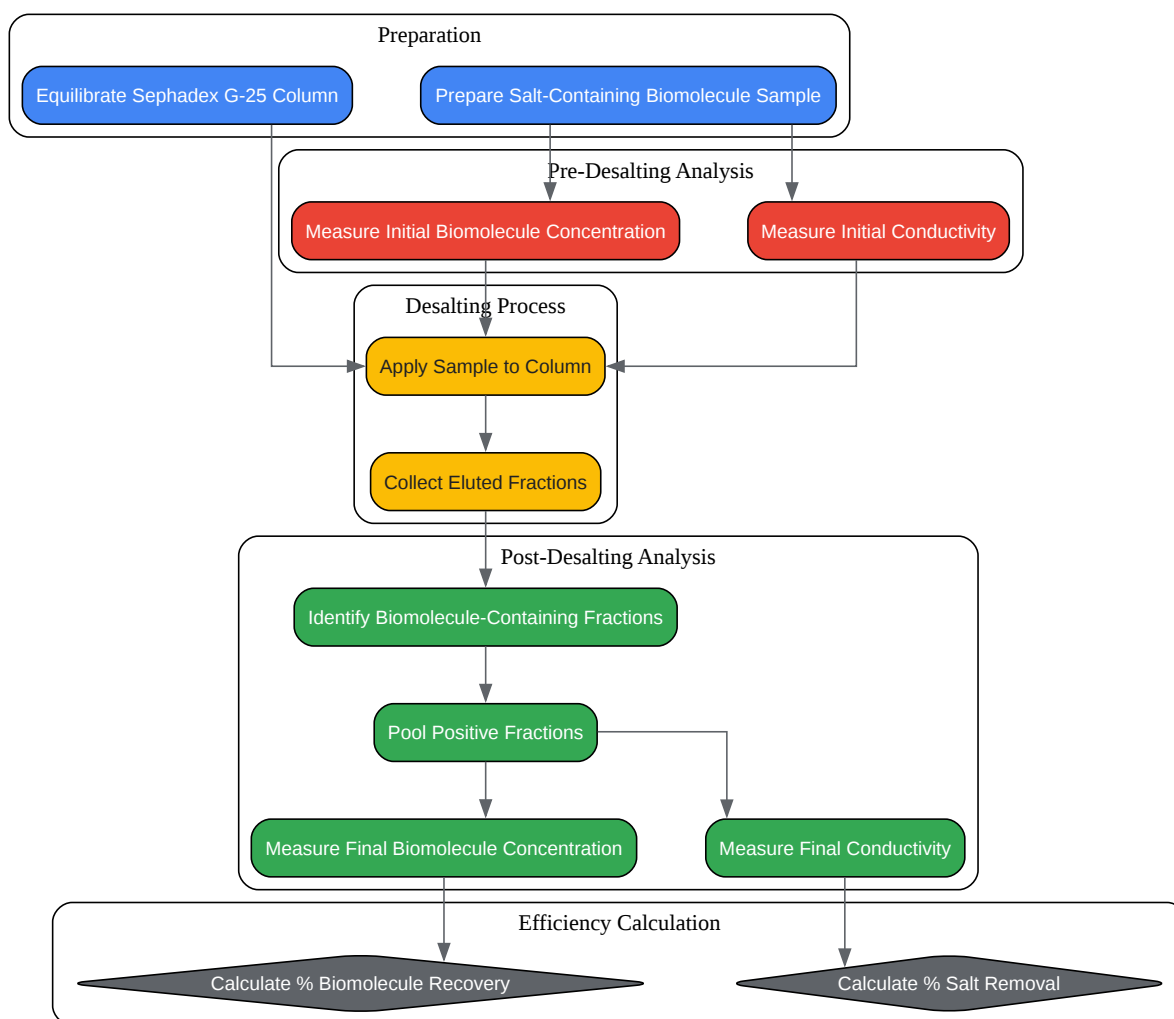 Preparation
Equilibrate Sephadex G-25 Column
Prepare Salt-Containing Biomolecule Sample
Pre-Desalting Analysis
Measure Initial Biomolecule Concentration
Measure Initial Conductivity
Desalting Process
Apply Sample to Column
Collect Eluted Fractions
Post-Desalting Analysis
Identify Biomolecule-Containing Fractions
Pool Positive Fractions
Measure Final Biomolecule Concentration
Measure Final Conductivity
Efficiency Calculation
Calculate % Biomolecule Recovery
Calculate % Salt Removal